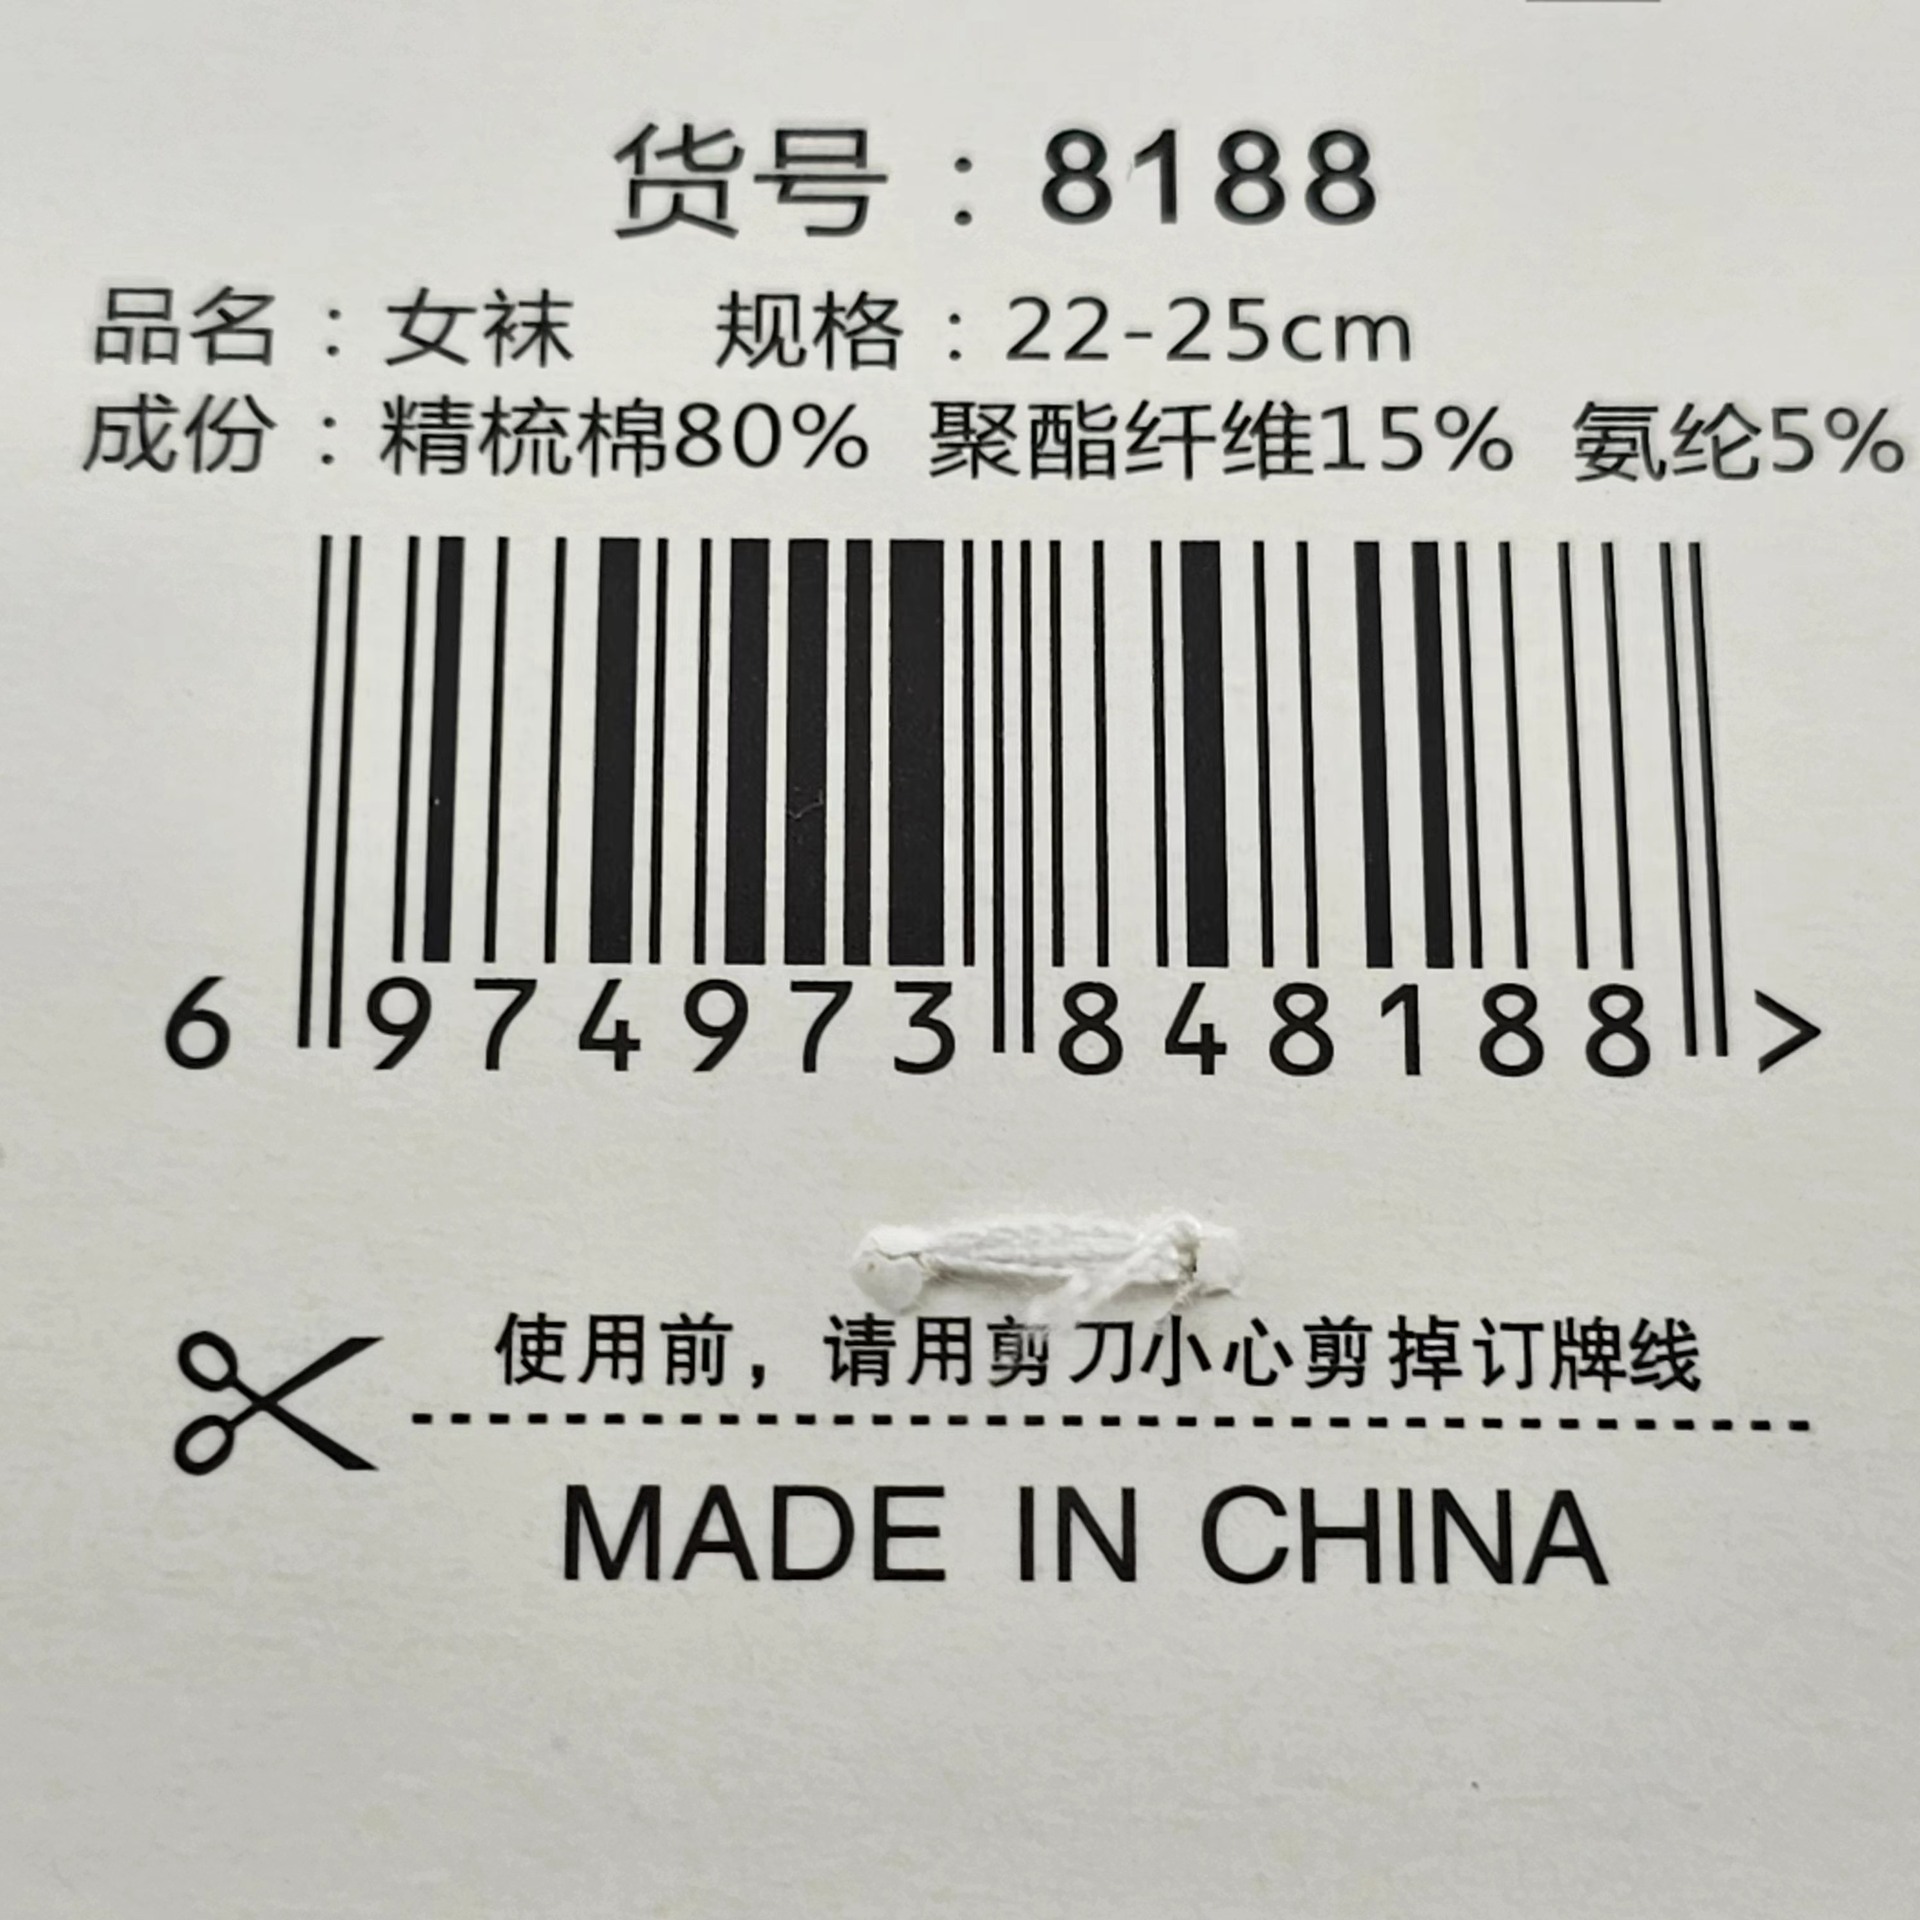 货号：8188
品名：女袜 规格：22-25cm
成份：精梳棉80% 聚酯纤维15% 氨纶5%
6 974973 848188 >
使用前，请用剪刀小心剪掉订牌线
MADE IN CHINA